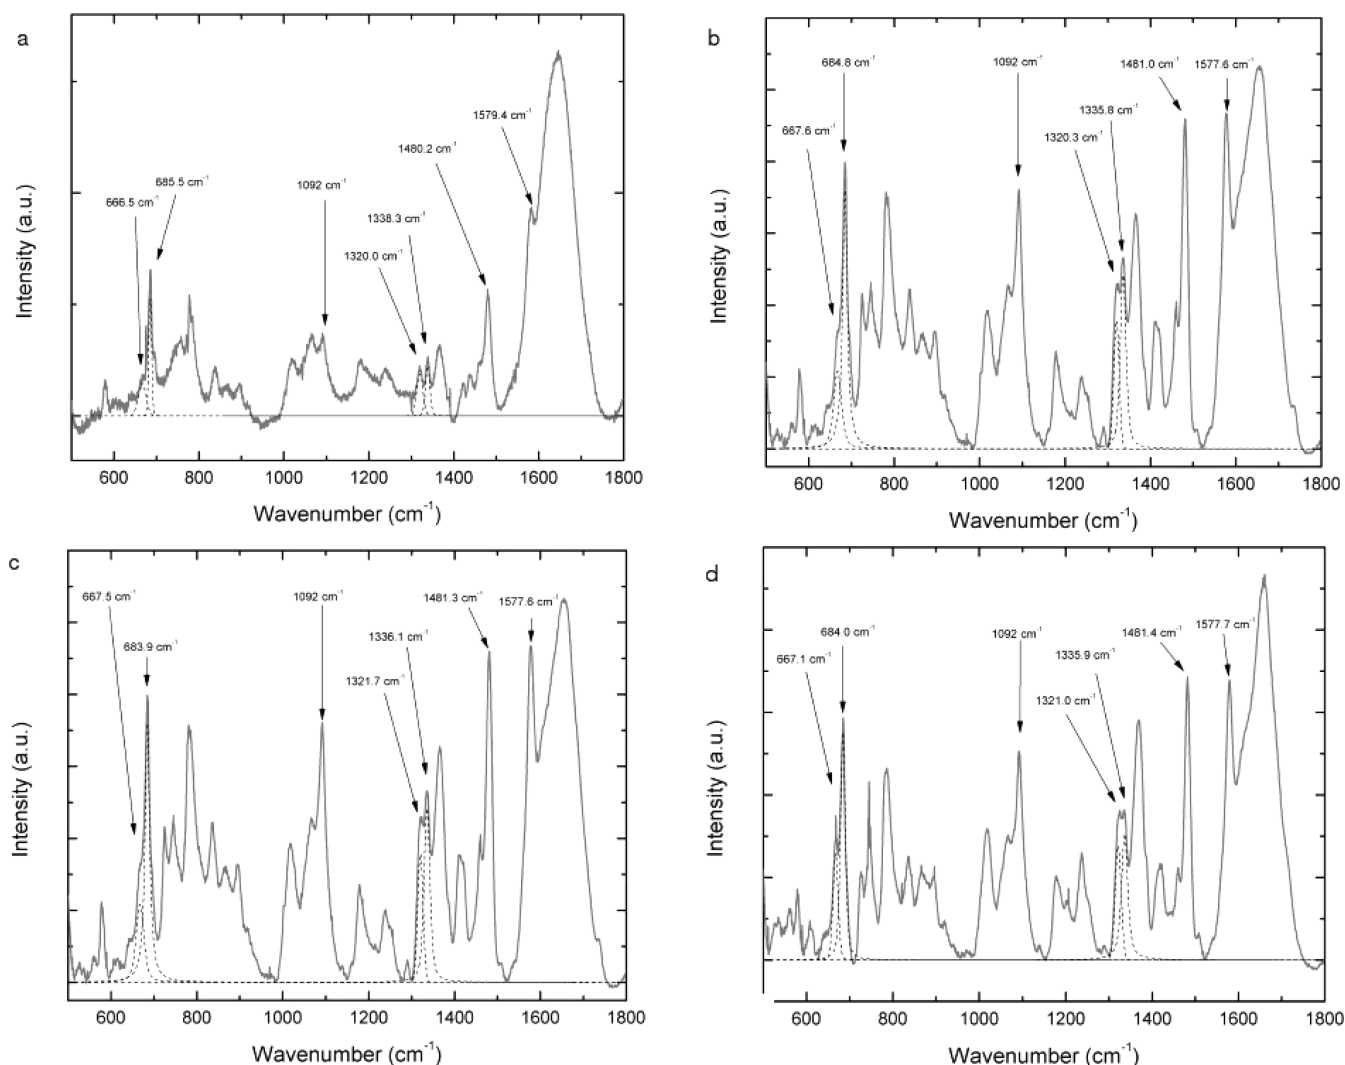 a
666.5 cm⁻¹
685.5 cm⁻¹
1092 cm⁻¹
1320.0 cm⁻¹
1338.3 cm⁻¹
1480.2 cm⁻¹
1579.4 cm⁻¹
Intensity (a.u.)
600 800 1000 1200 1400 1600 1800
Wavenumber (cm⁻¹)
b
667.6 cm⁻¹
684.8 cm⁻¹
1092 cm⁻¹
1320.3 cm⁻¹
1335.8 cm⁻¹
1481.0 cm⁻¹
1577.6 cm⁻¹
Intensity (a.u.)
600 800 1000 1200 1400 1600 1800
Wavenumber (cm⁻¹)
c
667.5 cm⁻¹
683.9 cm⁻¹
1092 cm⁻¹
1321.7 cm⁻¹
1336.1 cm⁻¹
1481.3 cm⁻¹
1577.6 cm⁻¹
Intensity (a.u.)
600 800 1000 1200 1400 1600 1800
Wavenumber (cm⁻¹)
d
667.1 cm⁻¹
684.0 cm⁻¹
1092 cm⁻¹
1321.0 cm⁻¹
1335.9 cm⁻¹
1481.4 cm⁻¹
1577.7 cm⁻¹
Intensity (a.u.)
600 800 1000 1200 1400 1600 1800
Wavenumber (cm⁻¹)